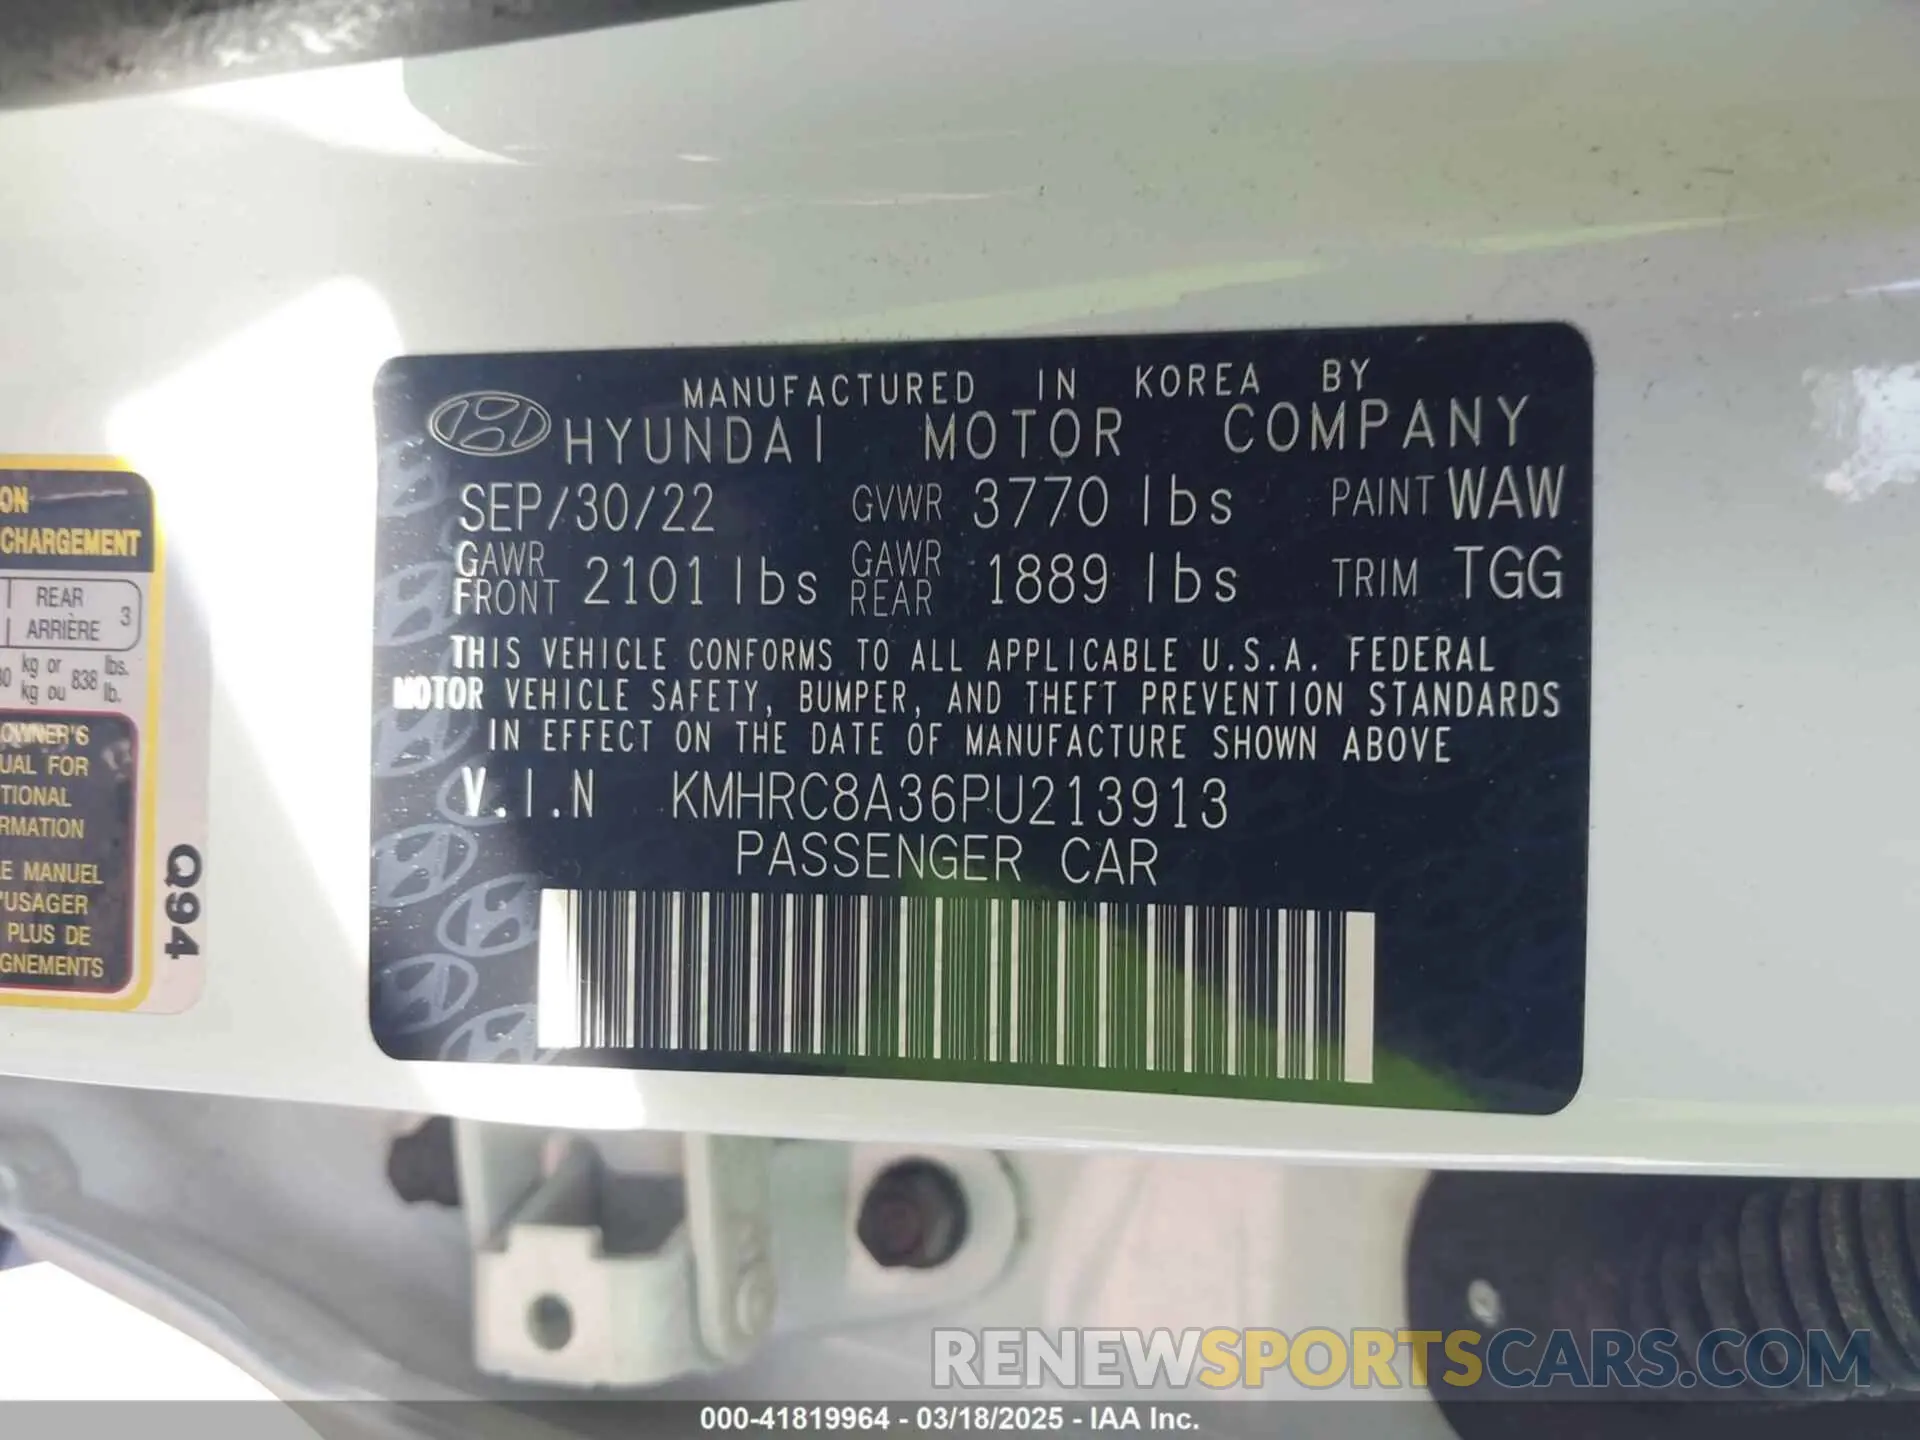 MANUFACTURED IN KOREA BY
HYUNDAI MOTOR COMPANY
SEP/30/22 GVWR 3770 lbs PAINT WAW
GAWR FRONT 2101 lbs GAWR REAR 1889 lbs TRIM TGG
THIS VEHICLE CONFORMS TO ALL APPLICABLE U.S.A. FEDERAL
MOTOR VEHICLE SAFETY, BUMPER, AND THEFT PREVENTION STANDARDS
IN EFFECT ON THE DATE OF MANUFACTURE SHOWN ABOVE
V.I.N KMHRC8A36PU213913
PASSENGER CAR
ON
CHARGEMENT
REAR
ARRIÈRE 3
kg or 838 lbs.
kg ou lb.
OWNER'S
UAL FOR
TIONAL
RMATION
E MANUEL
'USAGER
PLUS DE
GNEMENTS
Q94
RENEWSPORTSCARS.COM
000-41819964 - 03/18/2025 - IAA Inc.